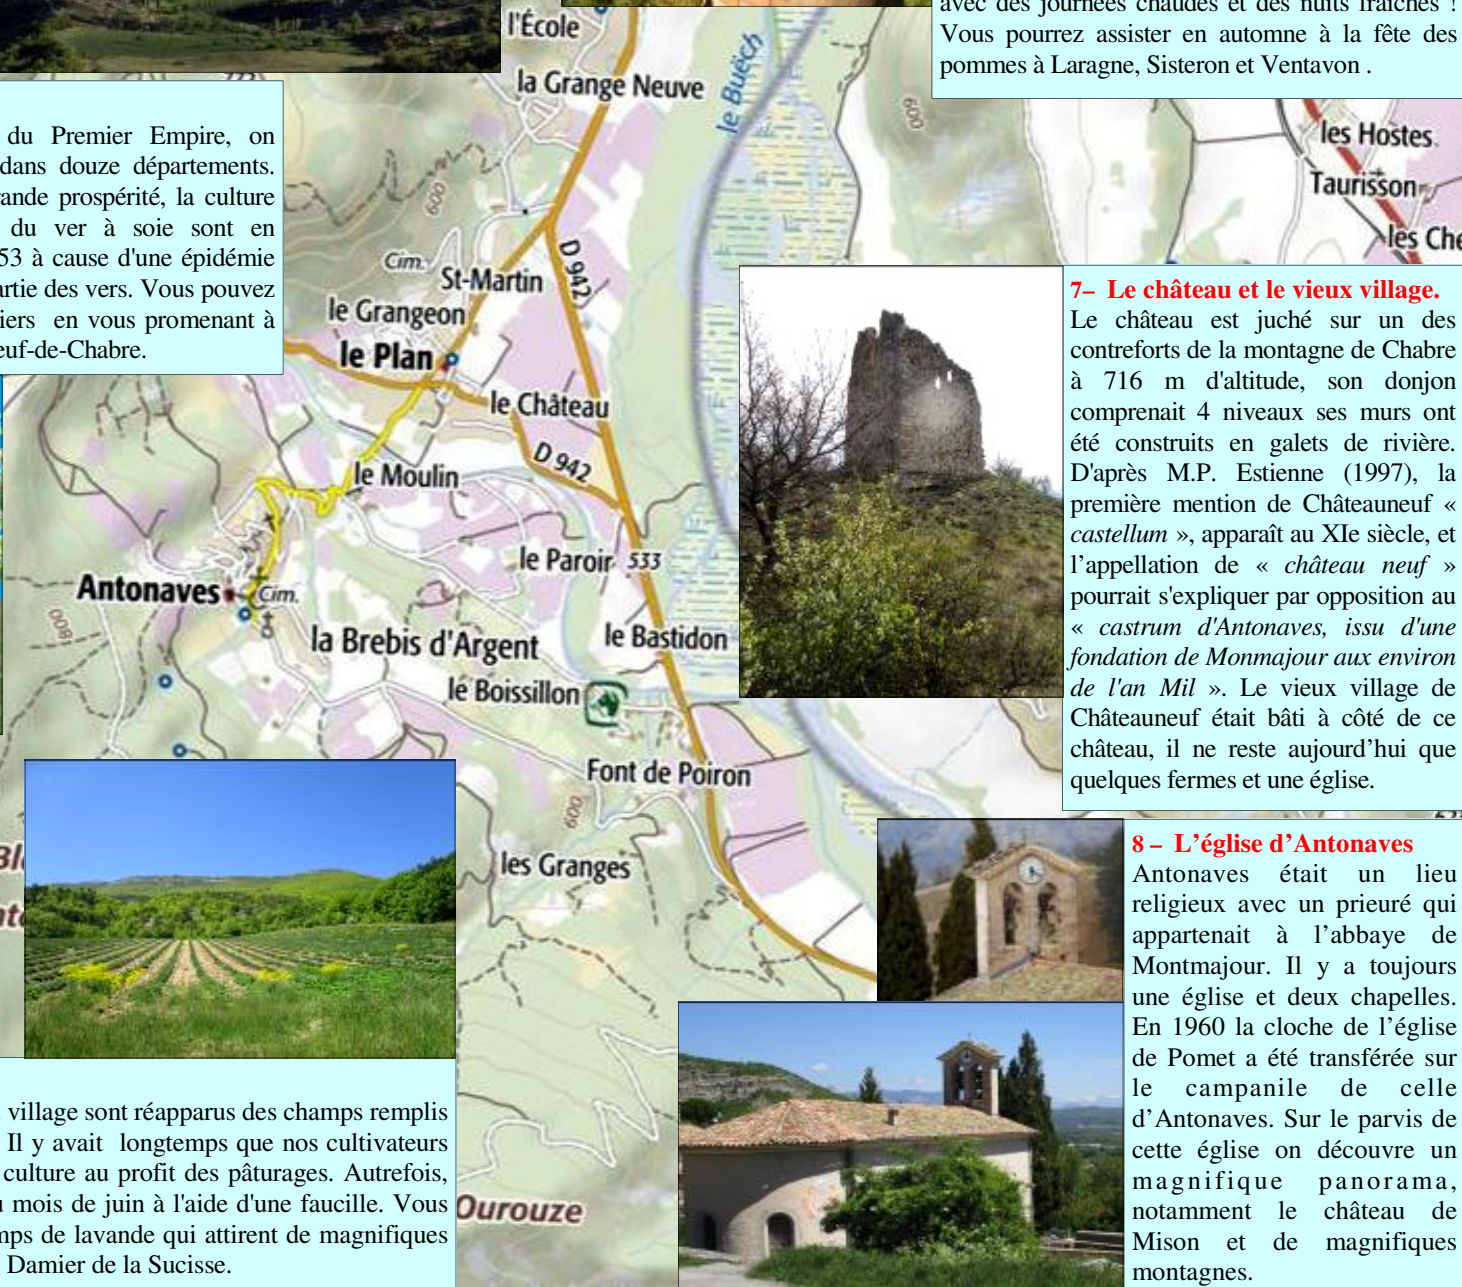 avec des journées chaudes et des nuits fraîches !
Vous pourrez assister en automne à la fête des
pommes à Laragne, Sisteron et Ventavon .
du Premier Empire, on
dans douze départements.
rande prospérité, la culture
du ver à soie sont en
53 à cause d'une épidémie
artie des vers. Vous pouvez
iers en vous promenant à
euf-de-Chabre.
l'École
la Grange Neuve
le Buëch
600
les Hostes
Taurisson
les Che
600
Cim.
St-Martin
D 942
le Grangeon
le Plan
le Château
D 942
le Moulin
le Paroir 533
Antonaves
Cim.
800
la Brebis d'Argent
le Bastidon
le Boissillon
Font de Poiron
600
les Granges
Ourouze
7– Le château et le vieux village.
Le château est juché sur un des
contreforts de la montagne de Chabre
à 716 m d'altitude, son donjon
comprenait 4 niveaux ses murs ont
été construits en galets de rivière.
D'après M.P. Estienne (1997), la
première mention de Châteauneuf «
castellum », apparaît au XIe siècle, et
l’appellation de « château neuf »
pourrait s'expliquer par opposition au
« castrum d'Antonaves, issu d'une
fondation de Monmajour aux environ
de l'an Mil ». Le vieux village de
Châteauneuf était bâti à côté de ce
château, il ne reste aujourd’hui que
quelques fermes et une église.
8 – L’église d’Antonaves
Antonaves était un lieu
religieux avec un prieuré qui
appartenait à l’abbaye de
Montmajour. Il y a toujours
une église et deux chapelles.
En 1960 la cloche de l’église
de Pomet a été transférée sur
le campanile de celle
d’Antonaves. Sur le parvis de
cette église on découvre un
magnifique panorama,
notamment le château de
Mison et de magnifiques
montagnes.
village sont réapparus des champs remplis
Il y avait longtemps que nos cultivateurs
culture au profit des pâturages. Autrefois,
u mois de juin à l'aide d'une faucille. Vous
mps de lavande qui attirent de magnifiques
Damier de la Sucisse.